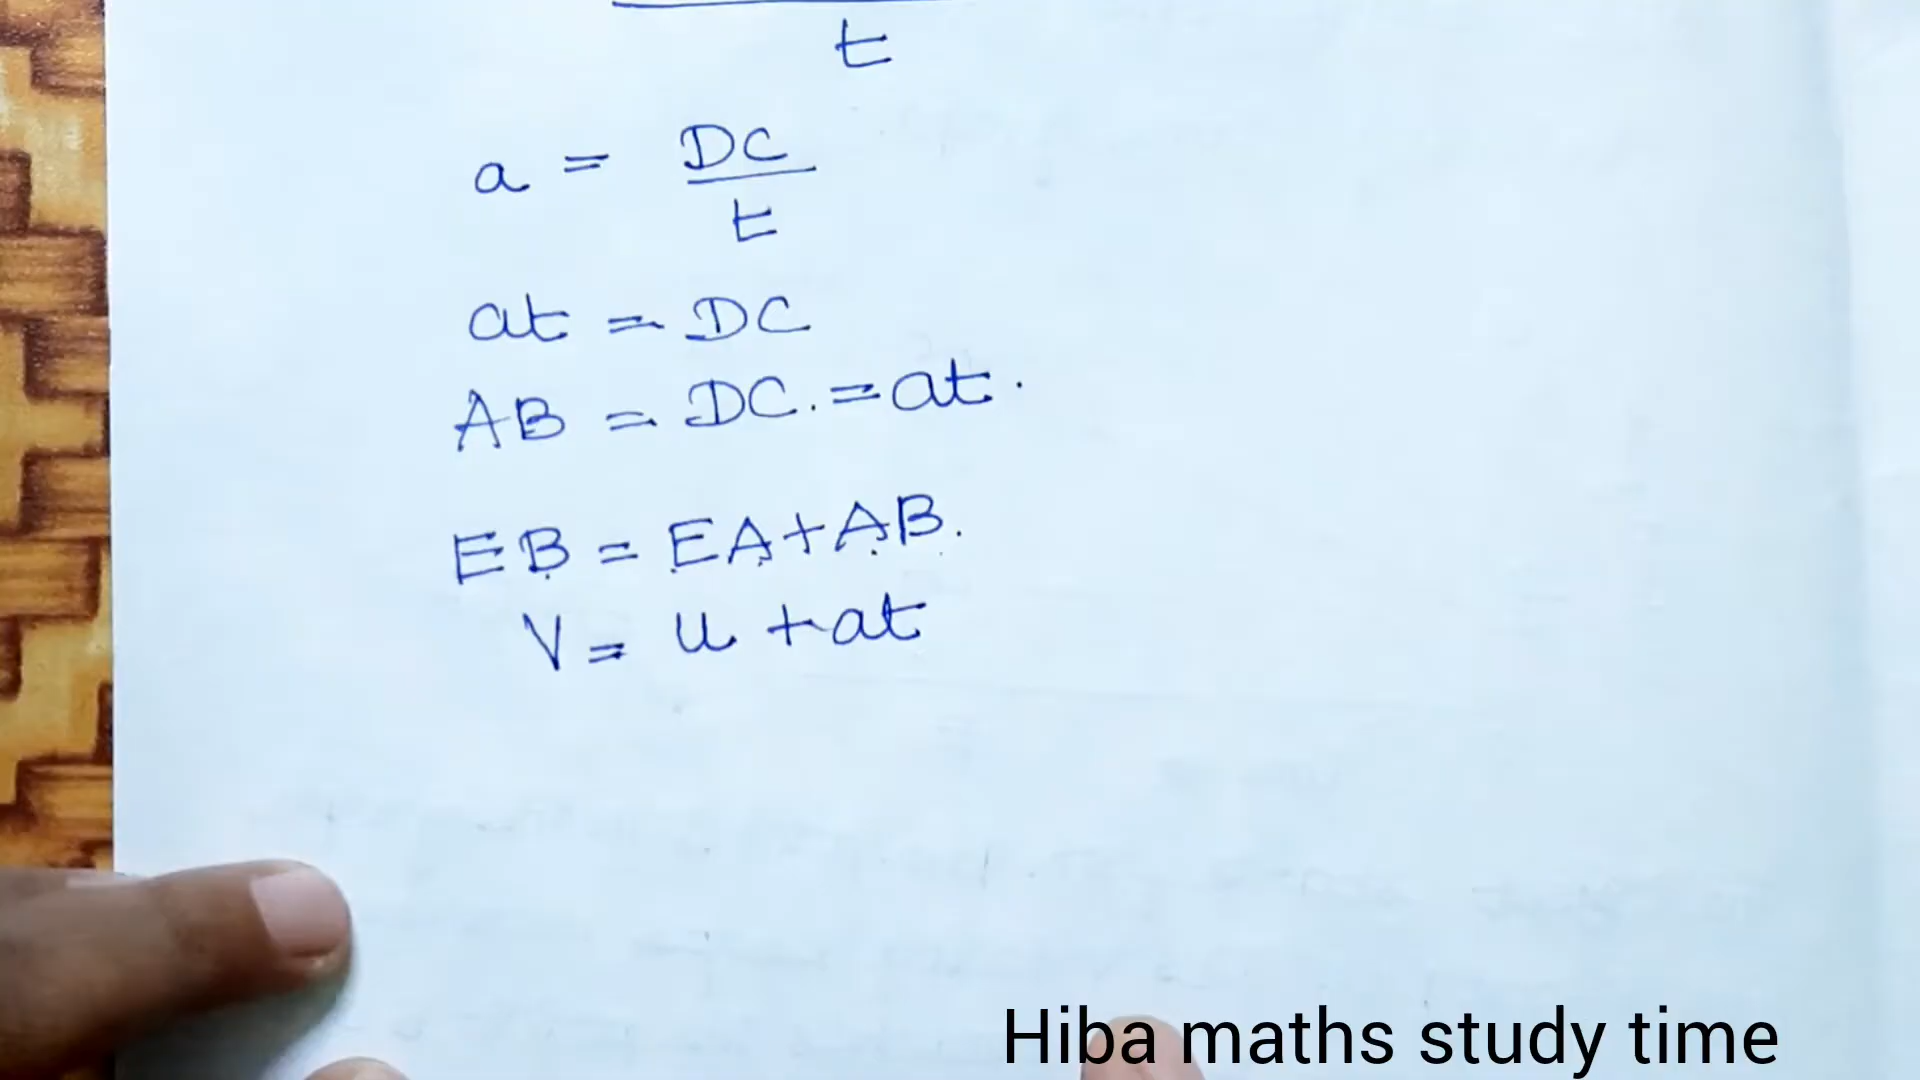 t
a = DC
t
at = DC
AB = DC. = at.
EB = EA + AB.
V = u + at
Hiba maths study time